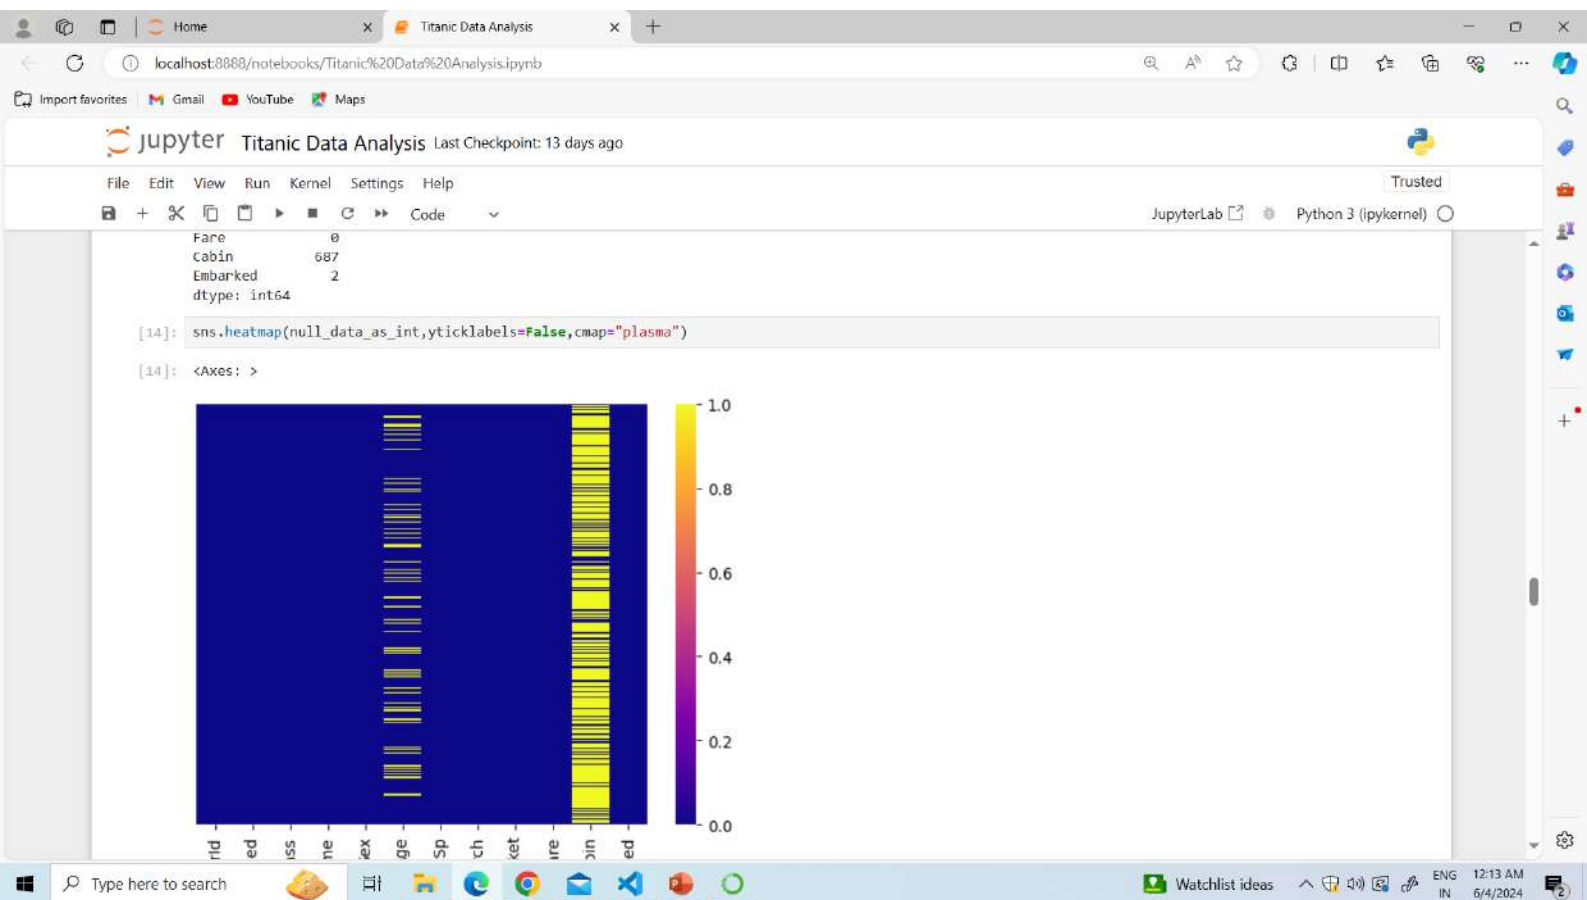 Home
Titanic Data Analysis
localhost:8888/notebooks/Titanic%20Data%20Analysis.ipynb
Import favorites Gmail YouTube Maps
jupyter Titanic Data Analysis Last Checkpoint: 13 days ago
File Edit View Run Kernel Settings Help
Trusted
Code
JupyterLab Python 3 (ipykernel)
Fare 0
Cabin 687
Embarked 2
dtype: int64
[14]: sns.heatmap(null_data_as_int,yticklabels=False,cmap="plasma")
[14]: <Axes: >
1.0
0.8
0.6
0.4
0.2
0.0
rId
ed
ss
me
ex
ge
Sp
ch
ket
are
bin
ed
Type here to search
Watchlist ideas
ENG
IN
12:13 AM
6/4/2024
2